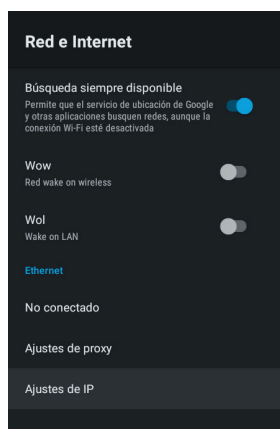 Red e Internet
Búsqueda siempre disponible
Permite que el servicio de ubicación de Google
y otras aplicaciones busquen redes, aunque la
conexión Wi-Fi esté desactivada
Wow
Red wake on wireless
Wol
Wake on LAN
Ethernet
No conectado
Ajustes de proxy
Ajustes de IP